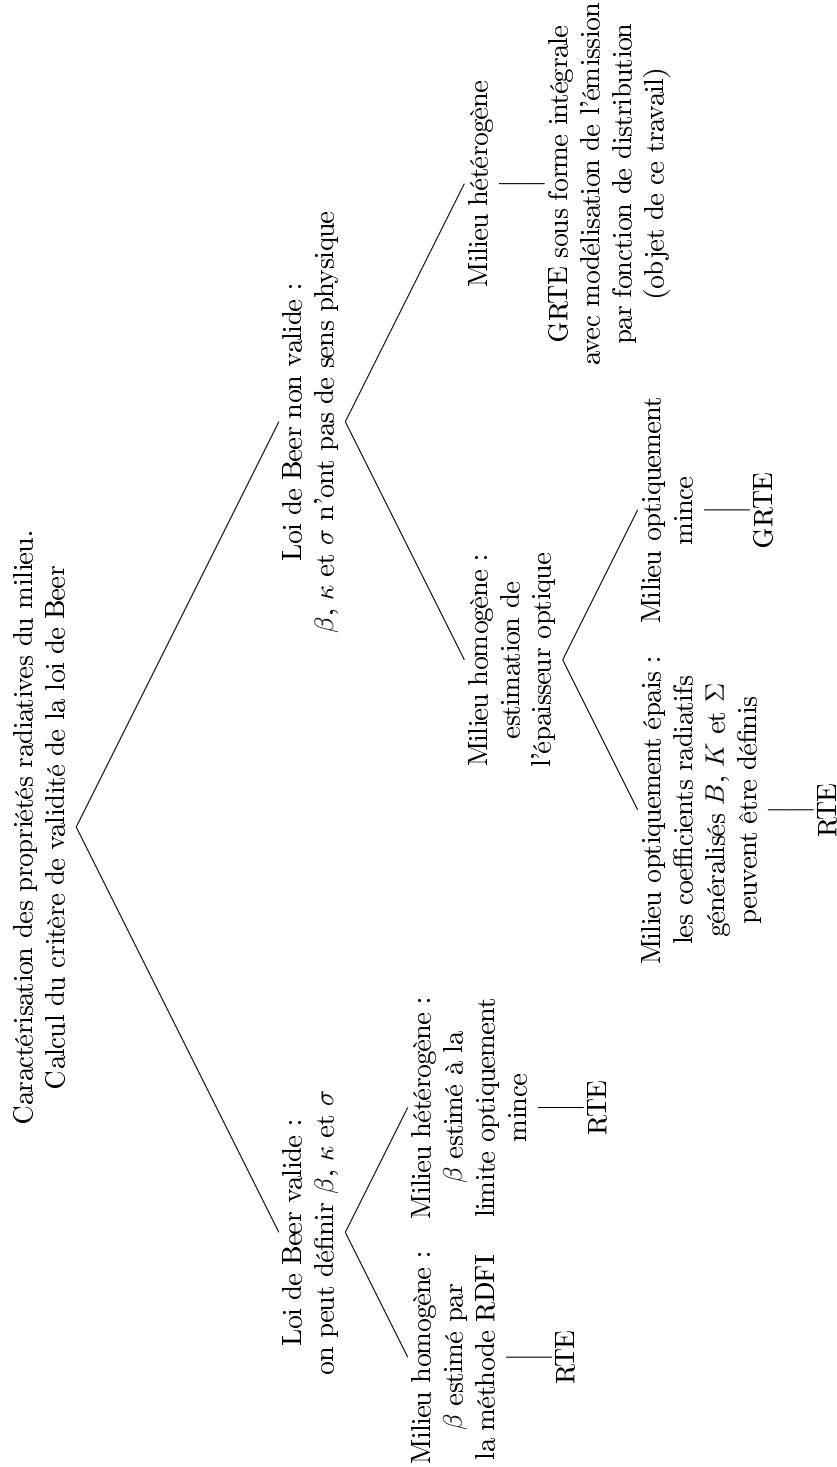 Caractérisation des propriétés radiatives du milieu.
Calcul du critère de validité de la loi de Beer
Loi de Beer valide :
on peut définir β, κ et σ
Milieu homogène :
β estimé par
la méthode RDFI
RTE
Milieu hétérogène :
β estimé à la
limite optiquement
mince
RTE
Loi de Beer non valide :
β, κ et σ n'ont pas de sens physique
Milieu homogène :
estimation de
l'épaisseur optique
Milieu optiquement épais :
les coefficients radiatifs
généralisés B, K et Σ
peuvent être définis
RTE
Milieu optiquement
mince
GRTE
Milieu hétérogène
GRTE sous forme intégrale
avec modélisation de l'émission
par fonction de distribution
(objet de ce travail)